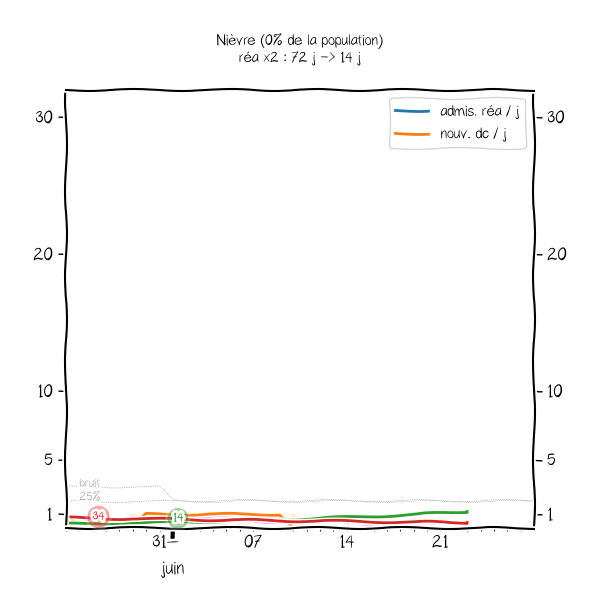 Nièvre (0% de la population)
réa x2 : 72 j -> 14 j
admis. réa / j
nouv. dc / j
30
30
20
20
10
10
5
5
bruit
25%
1
34
14
1
31
07
14
21
juin